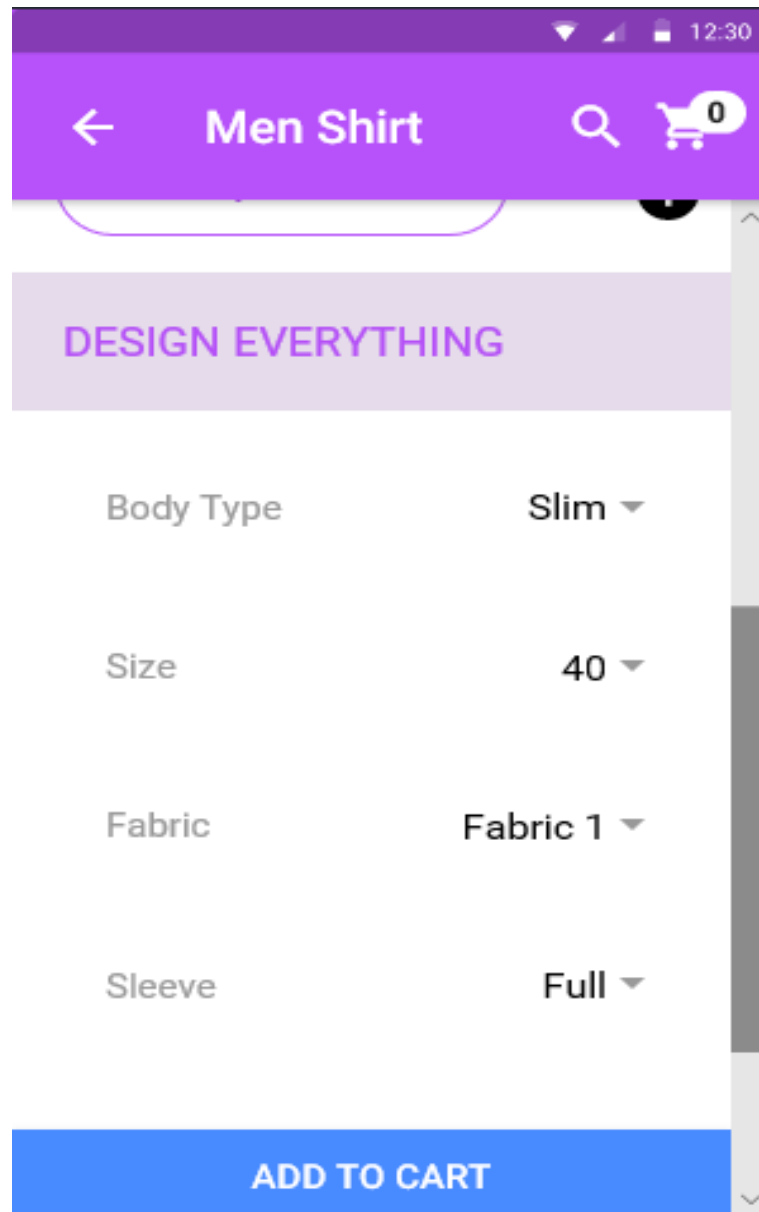 12:30
Men Shirt 0
DESIGN EVERYTHING
Body Type Slim
Size 40
Fabric Fabric 1
Sleeve Full
ADD TO CART